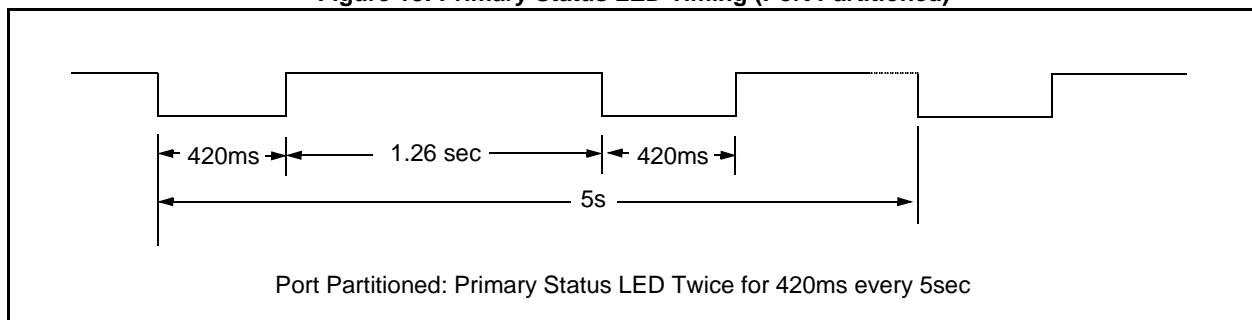 420ms 1.26 sec 420ms
5s
Port Partitioned: Primary Status LED Twice for 420ms every 5sec